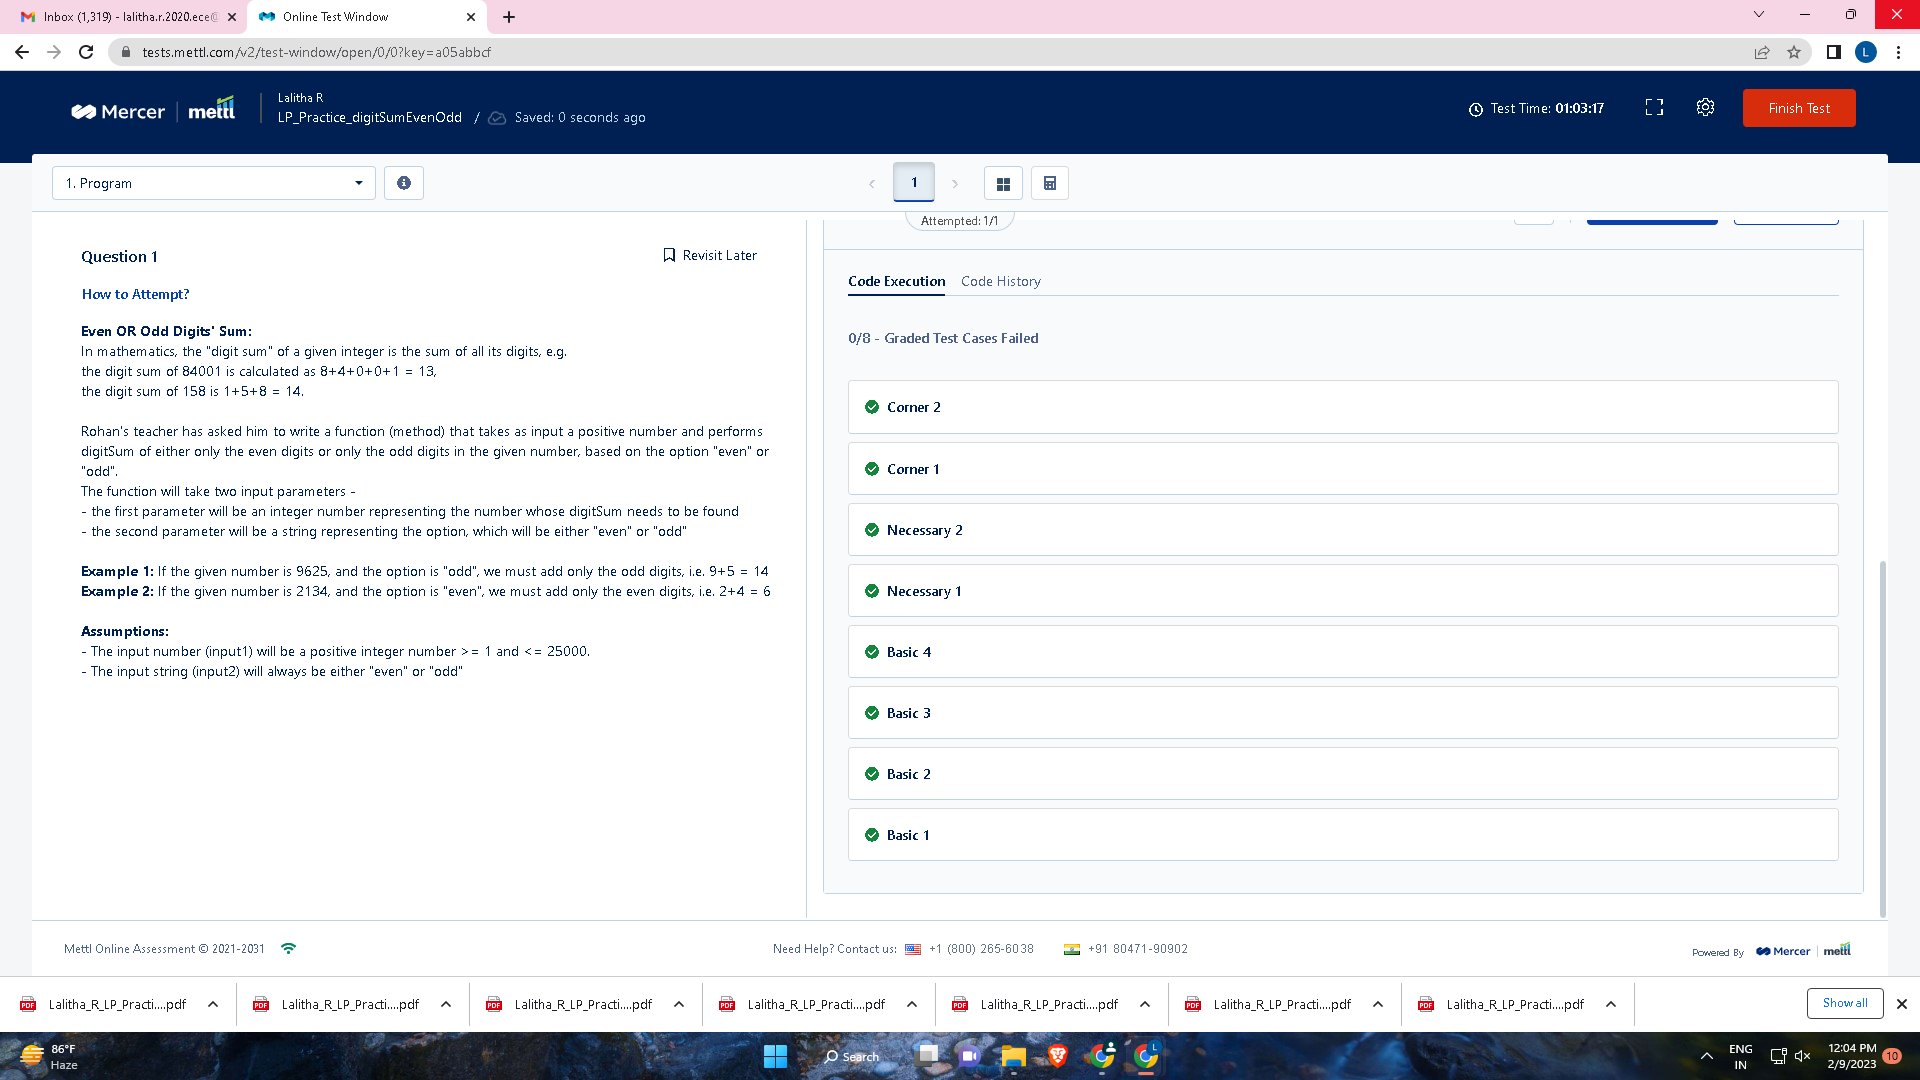 Inbox (1,319) - lalitha.r.2020.ece@
Online Test Window
tests.mettl.com/v2/test-window/open/0/0?key=a05abbcf
L
Mercer | mettl
Lalitha R
LP_Practice_digitSumEvenOdd / Saved: 0 seconds ago
Test Time: 01:03:17
Finish Test
1. Program
1
Attempted: 1/1
Question 1
Revisit Later
How to Attempt?
Even OR Odd Digits' Sum:
In mathematics, the "digit sum" of a given integer is the sum of all its digits, e.g.
the digit sum of 84001 is calculated as 8+4+0+0+1 = 13,
the digit sum of 158 is 1+5+8 = 14.
Rohan's teacher has asked him to write a function (method) that takes as input a positive number and performs
digitSum of either only the even digits or only the odd digits in the given number, based on the option "even" or
"odd".
The function will take two input parameters -
- the first parameter will be an integer number representing the number whose digitSum needs to be found
- the second parameter will be a string representing the option, which will be either "even" or "odd"
Example 1: If the given number is 9625, and the option is "odd", we must add only the odd digits, i.e. 9+5 = 14
Example 2: If the given number is 2134, and the option is "even", we must add only the even digits, i.e. 2+4 = 6
Assumptions:
- The input number (input1) will be a positive integer number >= 1 and <= 25000.
- The input string (input2) will always be either "even" or "odd"
Code Execution
Code History
0/8 - Graded Test Cases Failed
Corner 2
Corner 1
Necessary 2
Necessary 1
Basic 4
Basic 3
Basic 2
Basic 1
Mettl Online Assessment © 2021-2031
Need Help? Contact us: +1 (800) 265-6038 +91 80471-90902
Powered By Mercer | mettl
Lalitha_R_LP_Practi....pdf
Lalitha_R_LP_Practi....pdf
Lalitha_R_LP_Practi....pdf
Lalitha_R_LP_Practi....pdf
Lalitha_R_LP_Practi....pdf
Lalitha_R_LP_Practi....pdf
Lalitha_R_LP_Practi....pdf
Show all
86°F
Haze
Search
ENG
IN
12:04 PM
2/9/2023
10